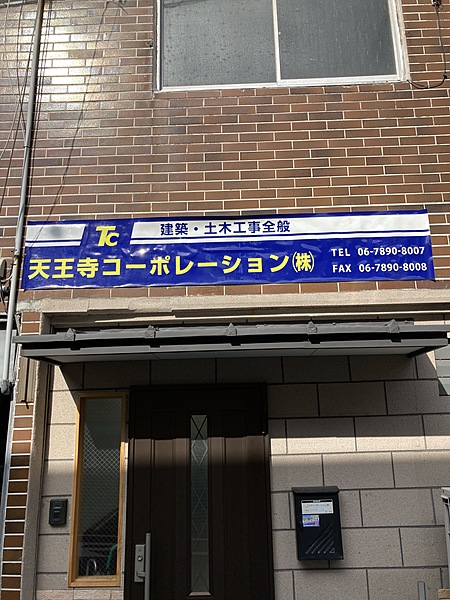 TC
建築・土木工事全般
天王寺コーポレーション㈱
TEL 06-7890-8007
FAX 06-7890-8008